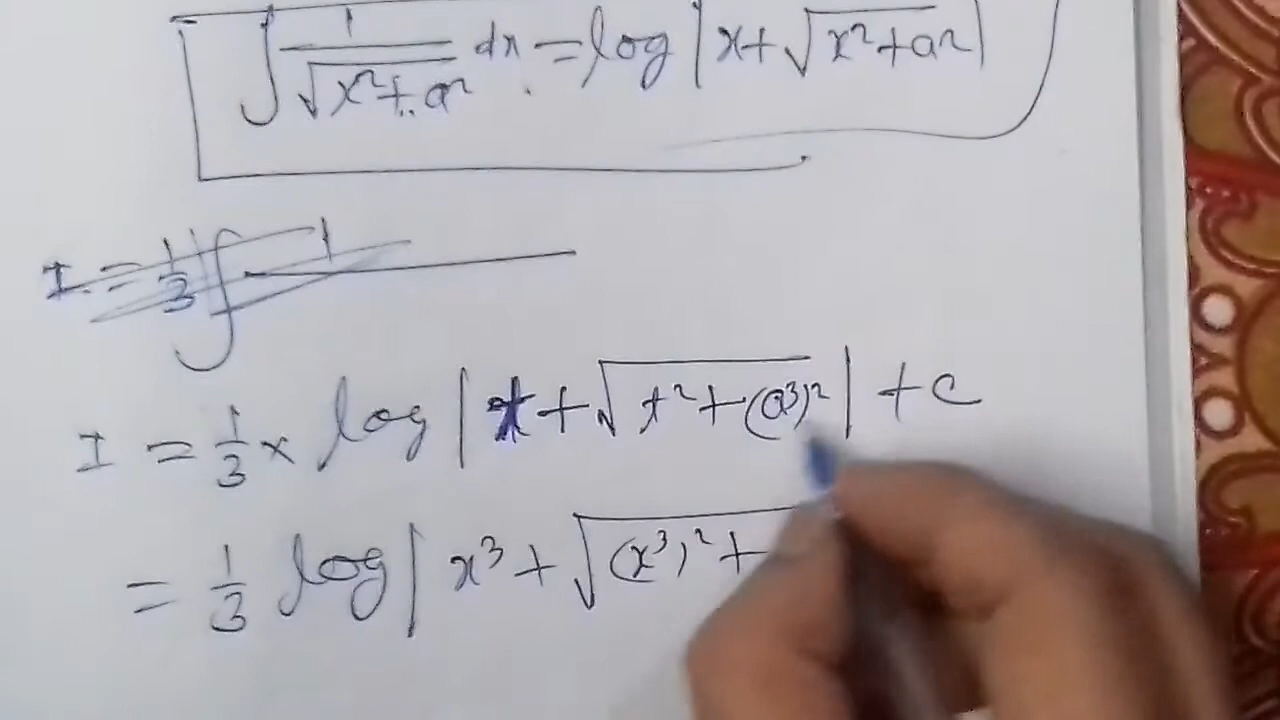 ∫ 1/√(x²+a²) dx = log |x+√(x²+a²)|
I = 1/3 ∫ 1
I = 1/3 × log | t + √(t²+(a³)²) | + c
= 1/3 log | x³ + √((x³)² +